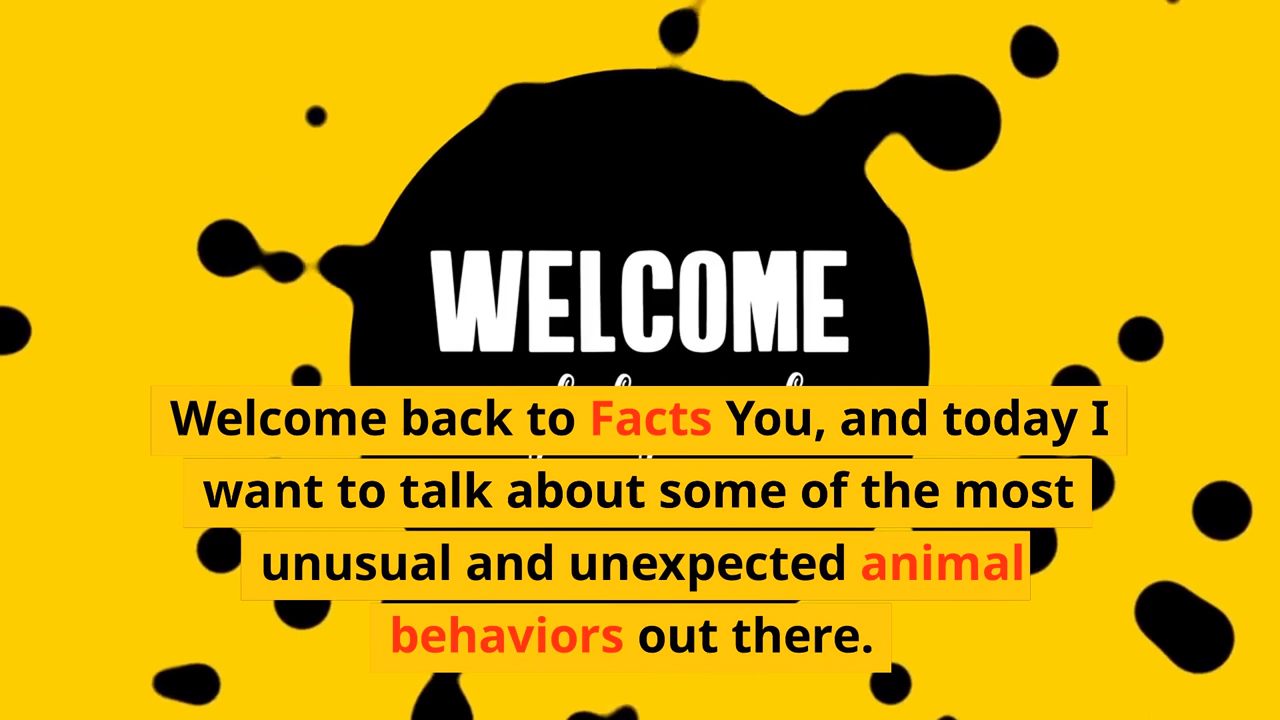 WELCOME
Welcome back to Facts You, and today I
want to talk about some of the most
unusual and unexpected animal
behaviors out there.